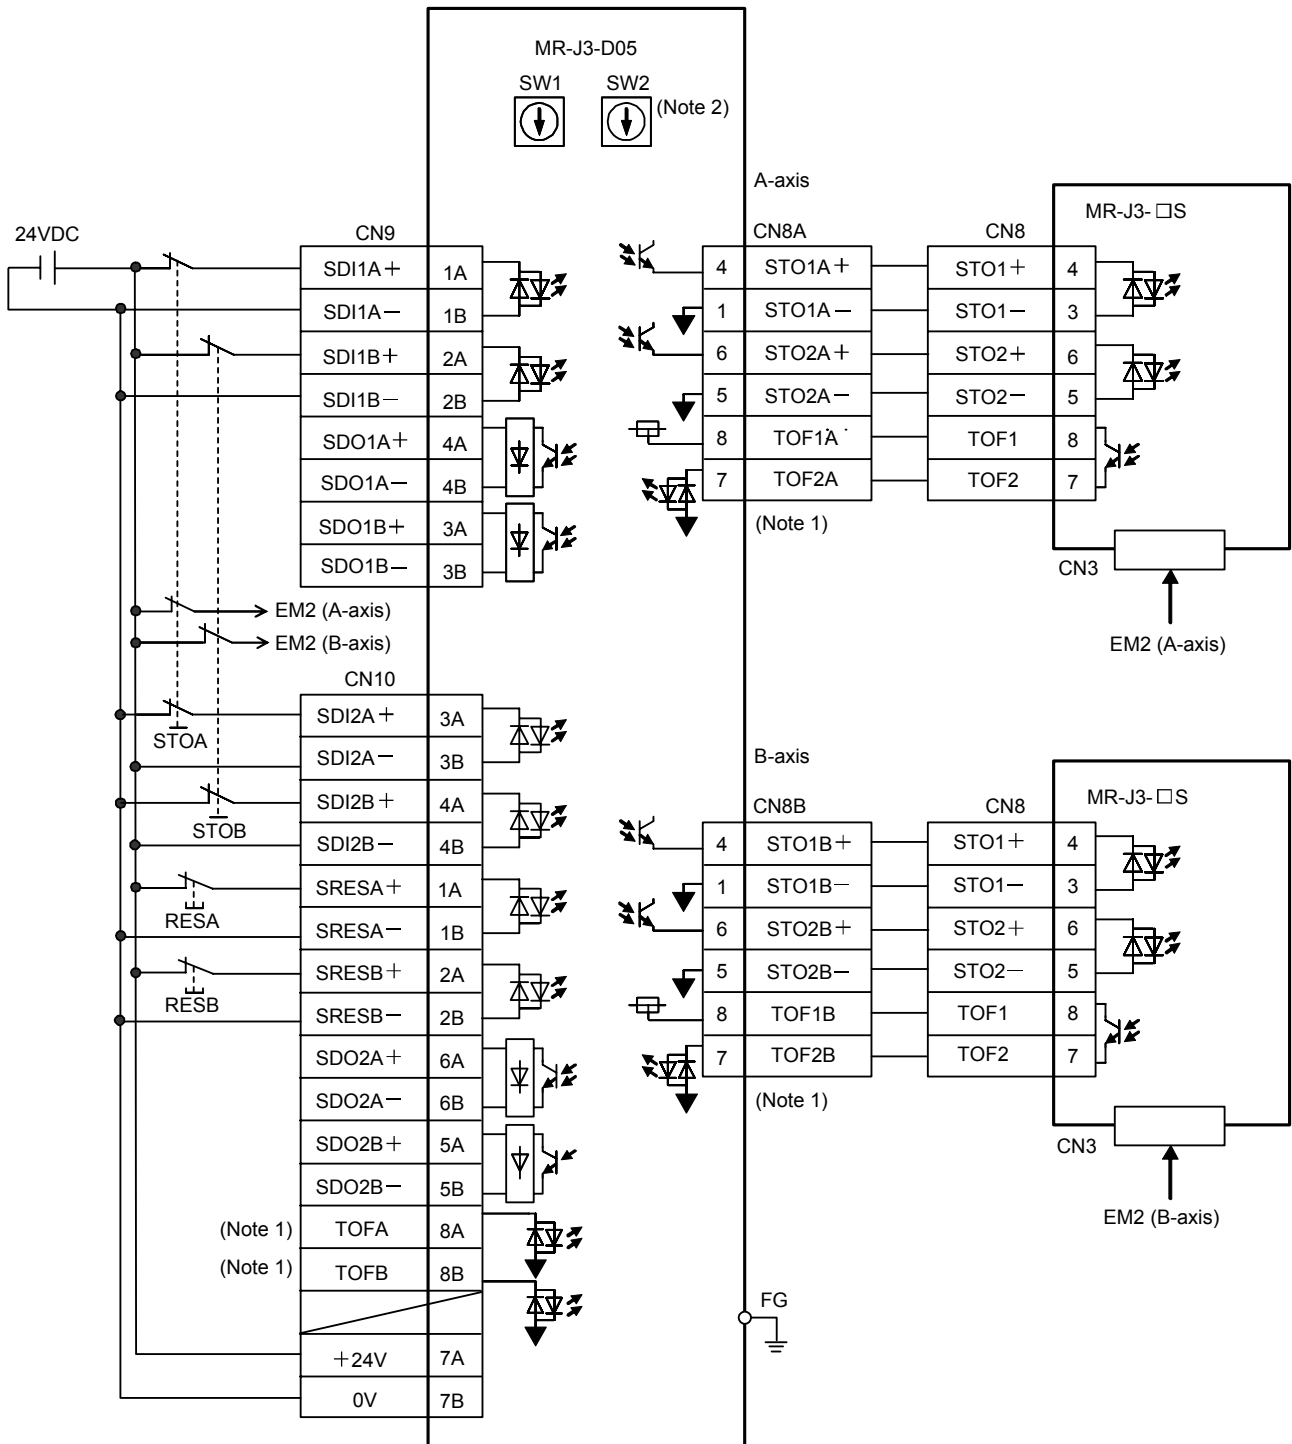 MR-J3-D05
SW1 SW2
(Note 2)
24VDC
CN9
SDI1A+ 1A
SDI1A− 1B
SDI1B+ 2A
SDI1B− 2B
SDO1A+ 4A
SDO1A− 4B
SDO1B+ 3A
SDO1B− 3B
EM2 (A-axis)
EM2 (B-axis)
CN10
SDI2A+ 3A
STOA
SDI2A− 3B
SDI2B+ 4A
STOB
SDI2B− 4B
SRESA+ 1A
RESA
SRESA− 1B
SRESB+ 2A
RESB
SRESB− 2B
SDO2A+ 6A
SDO2A− 6B
SDO2B+ 5A
SDO2B− 5B
(Note 1) TOFA 8A
(Note 1) TOFB 8B
+24V 7A
0V 7B
A-axis
CN8A CN8
MR-J3-□S
4 STO1A+ STO1+ 4
1 STO1A− STO1− 3
6 STO2A+ STO2+ 6
5 STO2A− STO2− 5
8 TOF1A TOF1 8
7 TOF2A TOF2 7
(Note 1)
CN3
EM2 (A-axis)
B-axis
CN8B CN8
MR-J3-□S
4 STO1B+ STO1+ 4
1 STO1B− STO1− 3
6 STO2B+ STO2+ 6
5 STO2B− STO2− 5
8 TOF1B TOF1 8
7 TOF2B TOF2 7
(Note 1)
CN3
EM2 (B-axis)
FG